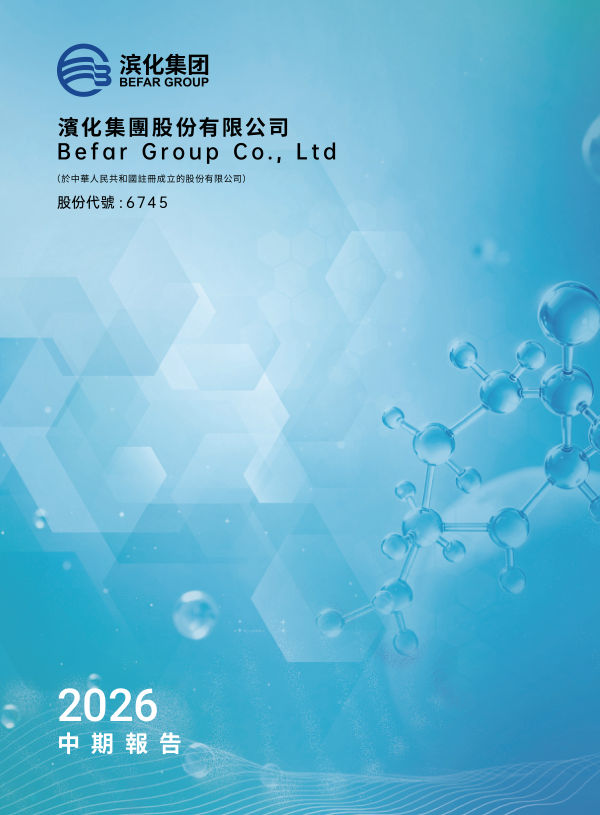 滨化集团
BEFAR GROUP
濱化集團股份有限公司
Befar Group Co., Ltd
(於中華人民共和國註冊成立的股份有限公司)
股份代號 : 6745
2026
中期報告